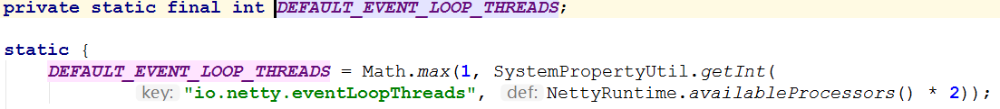 private static final int DEFAULT_EVENT_LOOP_THREADS;
static {
DEFAULT_EVENT_LOOP_THREADS = Math.max(1, SystemPropertyUtil.getInt(
key: "io.netty.eventLoopThreads", def: NettyRuntime.availableProcessors() * 2));